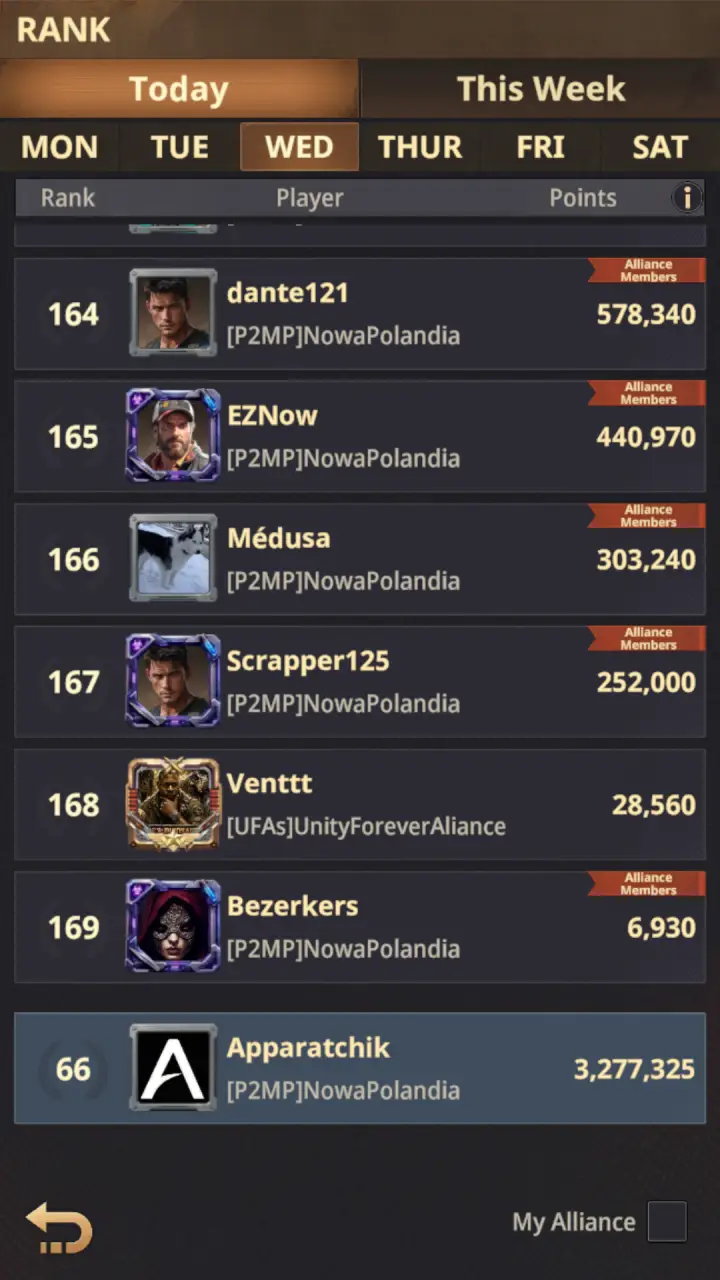 RANK
Today
This Week
MON
TUE
WED
THUR
FRI
SAT
Rank
Player
Points
i
164
dante121
[P2MP]NowaPolandia
Alliance
Members
578,340
165
EZNow
[P2MP]NowaPolandia
Alliance
Members
440,970
166
Médusa
[P2MP]NowaPolandia
Alliance
Members
303,240
167
Scrapper125
[P2MP]NowaPolandia
Alliance
Members
252,000
168
Venttt
[UFAs]UnityForeverAliance
28,560
169
Bezerkers
[P2MP]NowaPolandia
Alliance
Members
6,930
66
A
Apparatchik
[P2MP]NowaPolandia
3,277,325
My Alliance